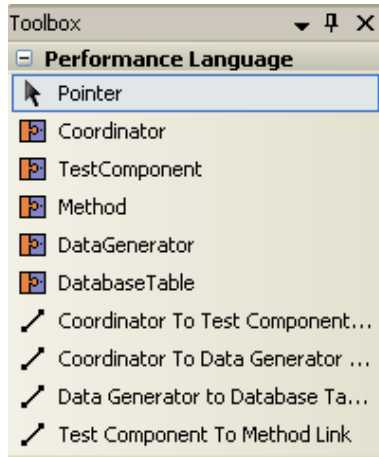 Toolbox
Performance Language
Pointer
Coordinator
TestComponent
Method
DataGenerator
DatabaseTable
Coordinator To Test Component...
Coordinator To Data Generator ...
Data Generator to Database Ta...
Test Component To Method Link